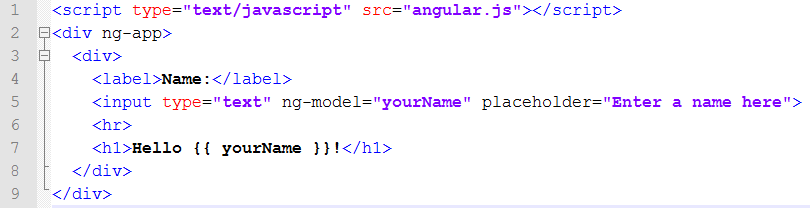 1 <script type="text/javascript" src="angular.js"></script>
2 <div ng-app>
3 <div>
4 <label>Name:</label>
5 <input type="text" ng-model="yourName" placeholder="Enter a name here">
6 <hr>
7 <h1>Hello {{ yourName }}!</h1>
8 </div>
9 </div>